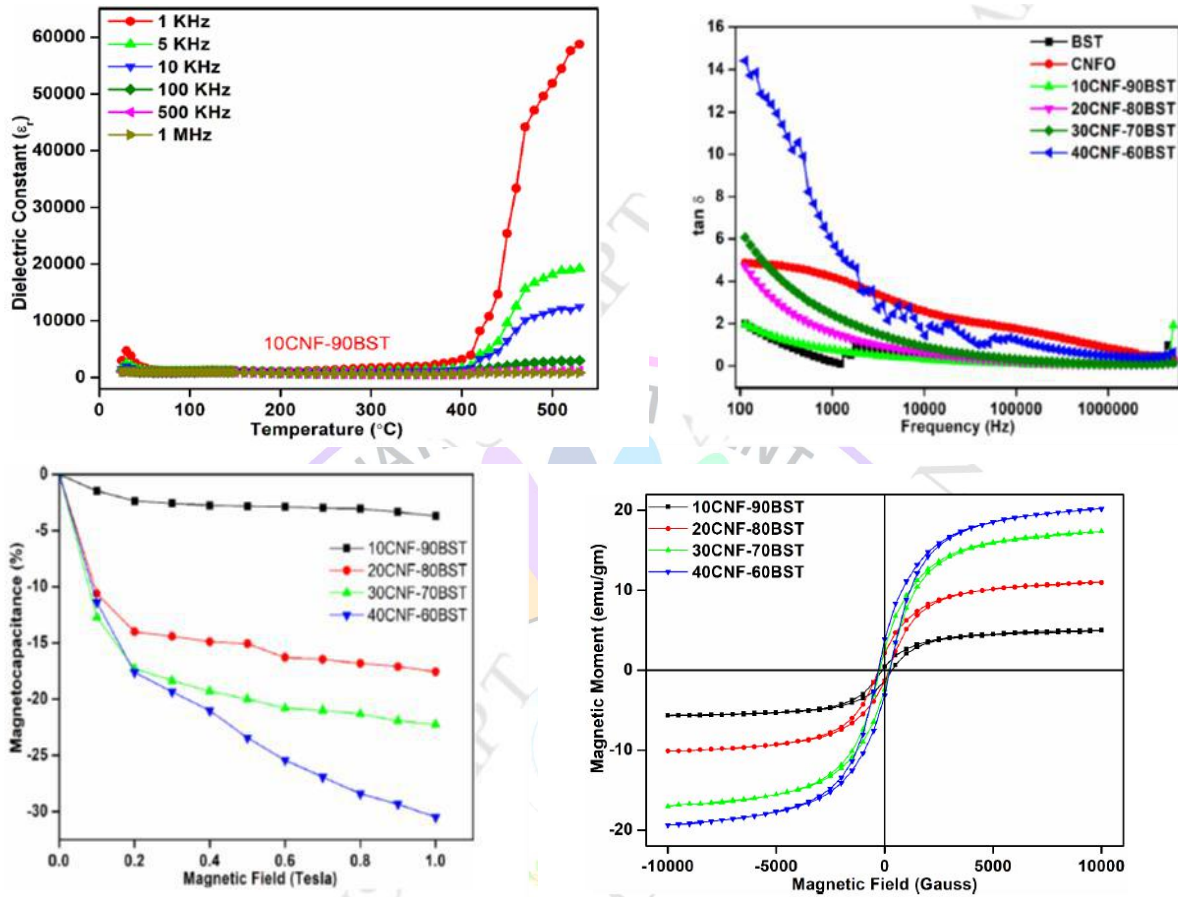 1 KHz
5 KHz
10 KHz
100 KHz
500 KHz
1 MHz
60000
50000
40000
30000
20000
10000
0
Dielectric Constant (εr)
10CNF-90BST
0 100 200 300 400 500
Temperature (°C)
BST
CNFO
10CNF-90BST
20CNF-80BST
30CNF-70BST
40CNF-60BST
16
14
12
10
8
6
4
2
0
tan δ
100 1000 10000 100000 1000000
Frequency (Hz)
0
-5
-10
-15
-20
-25
-30
Magnetocapacitance (%)
10CNF-90BST
20CNF-80BST
30CNF-70BST
40CNF-60BST
0.0 0.2 0.4 0.6 0.8 1.0
Magnetic Field (Tesla)
10CNF-90BST
20CNF-80BST
30CNF-70BST
40CNF-60BST
20
10
0
-10
-20
Magnetic Moment (emu/gm)
-10000 -5000 0 5000 10000
Magnetic Field (Gauss)